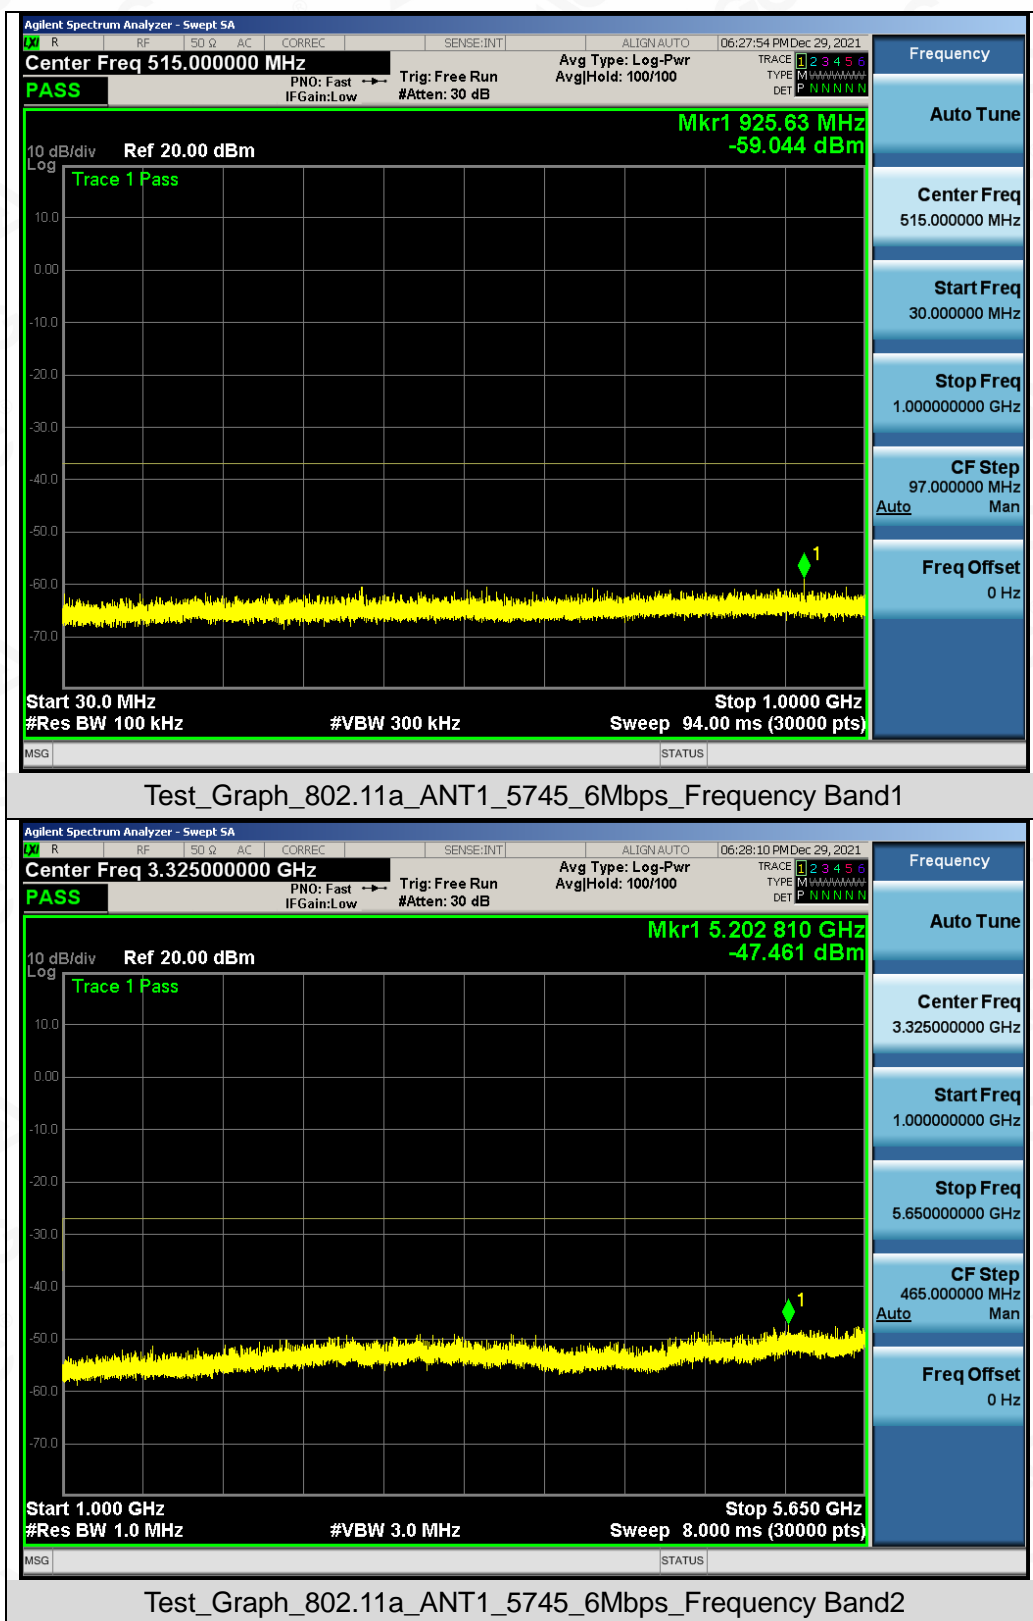 Agilent Spectrum Analyzer - Swept SA
LXI R RF 50 Ω AC CORREC SENSE:INT ALIGN AUTO 06:27:54 PM Dec 29, 2021
Center Freq 515.000000 MHz
PASS
PNO: Fast
IFGain:Low
Trig: Free Run
#Atten: 30 dB
Avg Type: Log-Pwr
Avg|Hold: 100/100
TRACE 1 2 3 4 5 6
TYPE M
DET P N N N N N
Mkr1 925.63 MHz
-59.044 dBm
10 dB/div Ref 20.00 dBm
Log
Trace 1 Pass
10.0
0.00
-10.0
-20.0
-30.0
-40.0
-50.0
-60.0
-70.0
1
Start 30.0 MHz Stop 1.0000 GHz
#Res BW 100 kHz #VBW 300 kHz Sweep 94.00 ms (30000 pts)
MSG STATUS
Frequency
Auto Tune
Center Freq
515.000000 MHz
Start Freq
30.000000 MHz
Stop Freq
1.000000000 GHz
CF Step
97.000000 MHz
Auto Man
Freq Offset
0 Hz
Test_Graph_802.11a_ANT1_5745_6Mbps_Frequency Band1
Agilent Spectrum Analyzer - Swept SA
LXI R RF 50 Ω AC CORREC SENSE:INT ALIGN AUTO 06:28:10 PM Dec 29, 2021
Center Freq 3.325000000 GHz
PASS
PNO: Fast
IFGain:Low
Trig: Free Run
#Atten: 30 dB
Avg Type: Log-Pwr
Avg|Hold: 100/100
TRACE 1 2 3 4 5 6
TYPE M
DET P N N N N N
Mkr1 5.202 810 GHz
-47.461 dBm
10 dB/div Ref 20.00 dBm
Log
Trace 1 Pass
10.0
0.00
-10.0
-20.0
-30.0
-40.0
-50.0
-60.0
-70.0
1
Start 1.000 GHz Stop 5.650 GHz
#Res BW 1.0 MHz #VBW 3.0 MHz Sweep 8.000 ms (30000 pts)
MSG STATUS
Frequency
Auto Tune
Center Freq
3.325000000 GHz
Start Freq
1.000000000 GHz
Stop Freq
5.650000000 GHz
CF Step
465.000000 MHz
Auto Man
Freq Offset
0 Hz
Test_Graph_802.11a_ANT1_5745_6Mbps_Frequency Band2